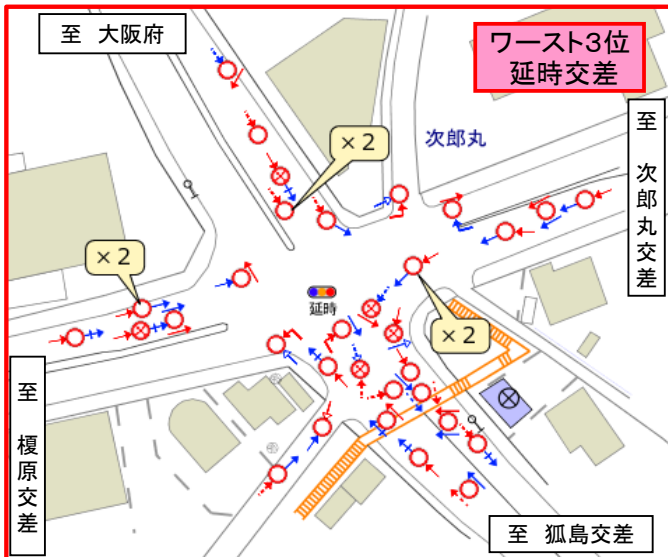 至 大阪府
ワースト3位
延時交差
×2
次郎丸
至 次郎丸交差
×2
延時
×2
至 榎原交差
至 狐島交差